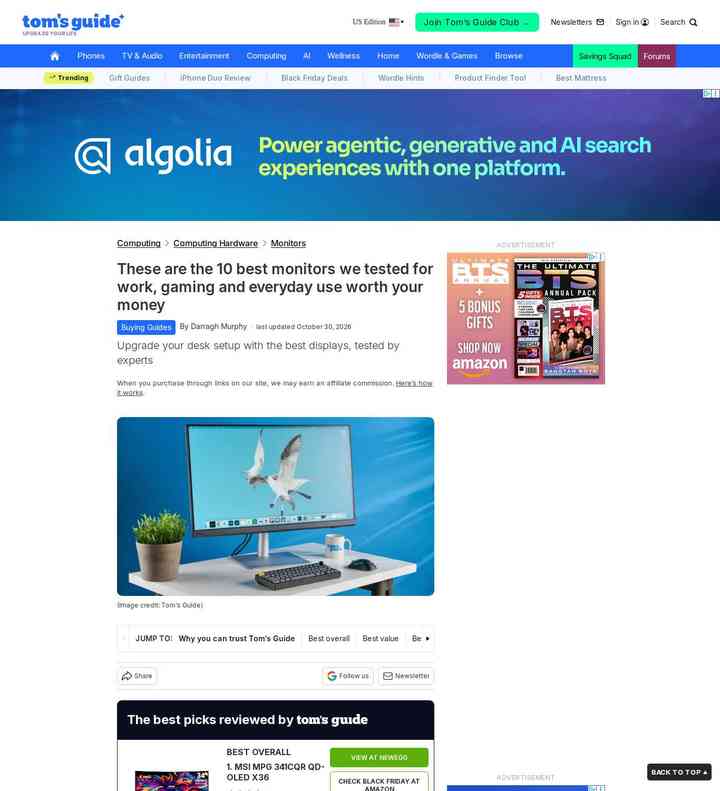 tom's guide
UPGRADE YOUR LIFE
US Edition
Join Tom's Guide Club →
Newsletters
Sign in
Search
Phones
TV & Audio
Entertainment
Computing
AI
Wellness
Home
Wordle & Games
Browse
Savings Squad
Forums
Trending
Gift Guides
iPhone Duo Review
Black Friday Deals
Wordle Hints
Product Finder Tool
Best Mattress
algolia
Power agentic, generative and AI search
experiences with one platform.
Computing > Computing Hardware > Monitors
These are the 10 best monitors we tested for
work, gaming and everyday use worth your
money
Buying Guides
By Darragh Murphy
last updated October 30, 2026
Upgrade your desk setup with the best displays, tested by
experts
When you purchase through links on our site, we may earn an affiliate commission. Here's how
it works.
ADVERTISEMENT
ULTIMATE
BTS
ANNUAL
+
5 BONUS
GIFTS
SHOP NOW
amazon
THE ULTIMATE
BTS
ANNUAL PACK
BTS
(Image credit: Tom's Guide)
JUMP TO:
Why you can trust Tom's Guide
Best overall
Best value
Be
Share
Follow us
Newsletter
The best picks reviewed by tom's guide
BEST OVERALL
1. MSI MPG 341CQR QD-
OLED X36
VIEW AT NEWEGG
CHECK BLACK FRIDAY AT
AMAZON
34"
BACK TO TOP
ADVERTISEMENT